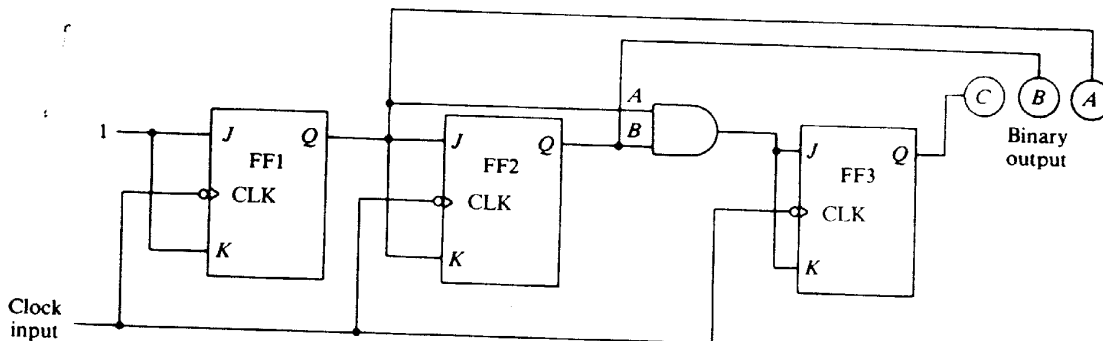 A
B
C B A
1
J Q
FF1
CLK
K
J Q
FF2
CLK
K
J Q
FF3
CLK
K
Binary
output
Clock
input